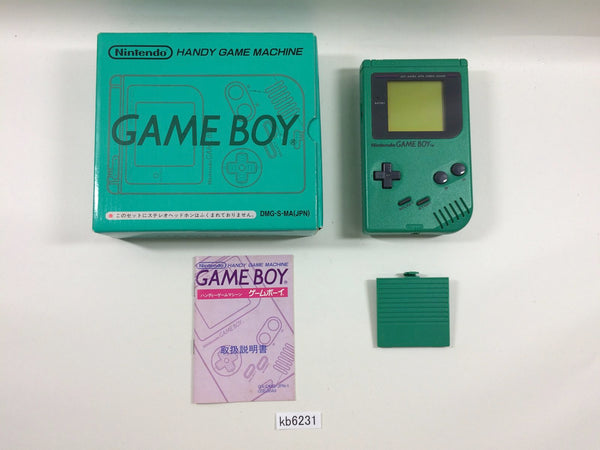 Nintendo HANDY GAME MACHINE
GAME BOY
※このセットにステレオヘッドホンはふくまれておりません。
DMG-S-MA(JPN)
Nintendo GAME BOY™
Nintendo HANDY GAME MACHINE
GAME BOY
ハンディーゲームマシーン ゲームボーイ
取扱説明書
kb6231